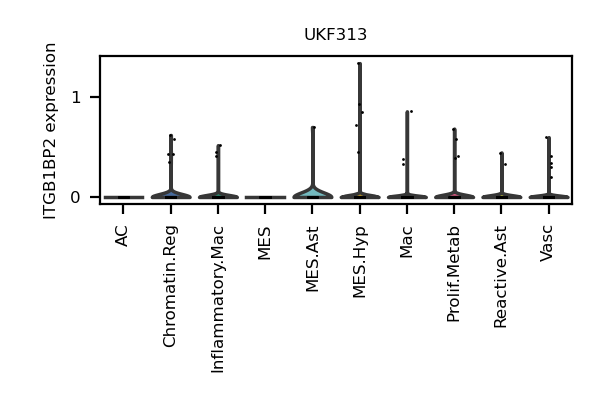 UKF313
ITGB1BP2 expression
1
0
AC
Chromatin.Reg
Inflammatory.Mac
MES
MES.Ast
MES.Hyp
Mac
Prolif.Metab
Reactive.Ast
Vasc